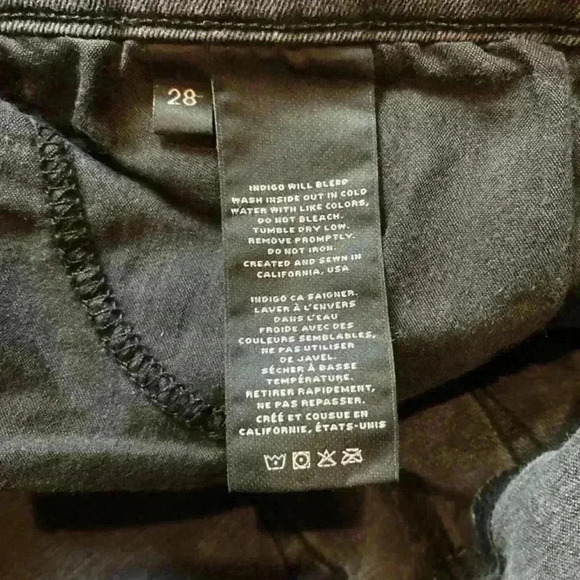 28
INDIGO WILL BLEED
WASH INSIDE OUT IN COLD
WATER WITH LIKE COLORS,
DO NOT BLEACH.
TUMBLE DRY LOW.
REMOVE PROMPTLY.
DO NOT IRON.
CREATED AND SEWN IN
CALIFORNIA, USA
INDIGO CA SAIGNER.
LAVER À L'ENVERS
DANS L'EAU
FROIDE AVEC DES
COULEURS SEMBLABLES,
NE PAS UTILISER
DE JAVEL.
SÉCHER À BASSE
TEMPÉRATURE.
RETIRER RAPIDEMENT,
NE PAS REPASSER.
CRÉÉ ET COUSUE EN
CALIFORNIE, ÉTATS-UNIS